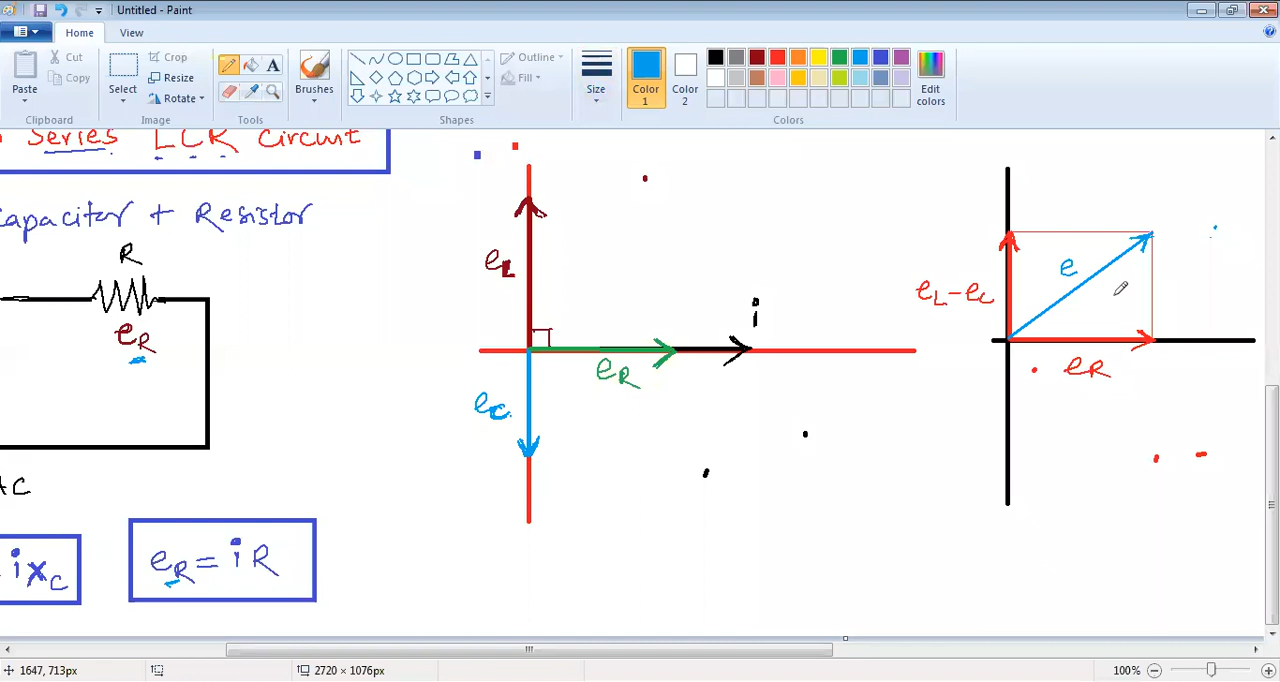 Untitled - Paint
Home View
Paste
Cut
Copy
Clipboard
Select
Crop
Resize
Rotate
Image
Tools
Brushes
Outline
Fill
Shapes
Size
Color 1
Color 2
Edit colors
Colors
Series LCR Circuit
Capacitor + Resistor
R
eR
AC
ixC
eR = iR
eL
i
eR
eC
e
eL - eC
eR
1647, 713px
2720 × 1076px
100%